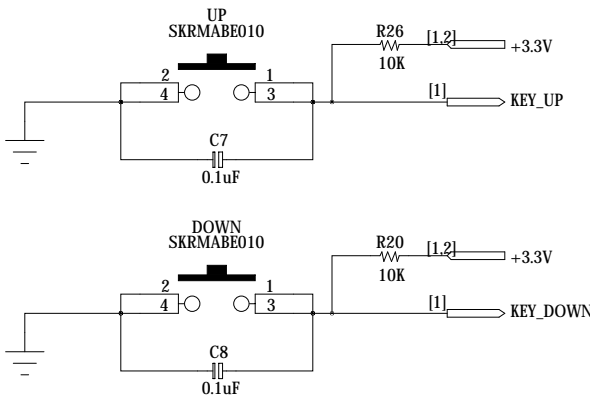 UP
SKRMABE010
R26
[1,2]
+3.3V
10K
2
1
4
3
[1]
KEY_UP
C7
0.1uF
DOWN
SKRMABE010
R20
[1,2]
+3.3V
10K
2
1
4
3
[1]
KEY_DOWN
C8
0.1uF